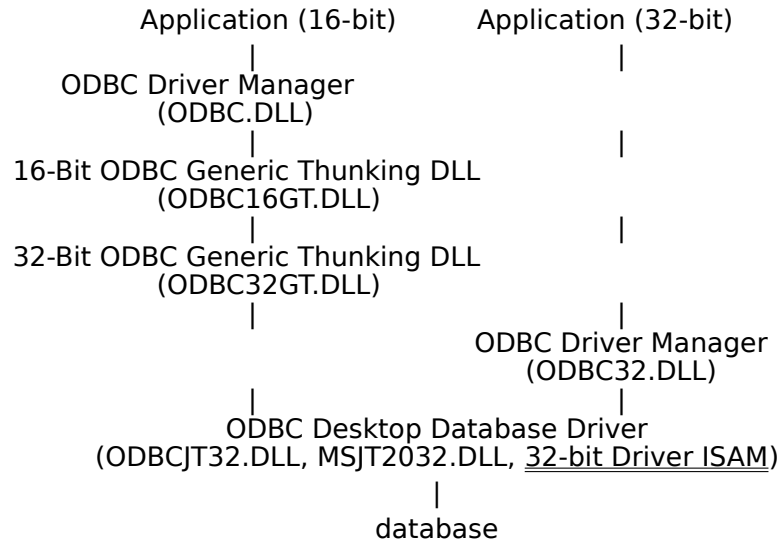 Application (16-bit) Application (32-bit)
| |
ODBC Driver Manager
(ODBC.DLL)
| |
16-Bit ODBC Generic Thunking DLL
(ODBC16GT.DLL)
| |
32-Bit ODBC Generic Thunking DLL
(ODBC32GT.DLL)
| |
ODBC Driver Manager
(ODBC32.DLL)
| |
ODBC Desktop Database Driver
(ODBCJT32.DLL, MSJT2032.DLL, 32-bit Driver ISAM)
|
database